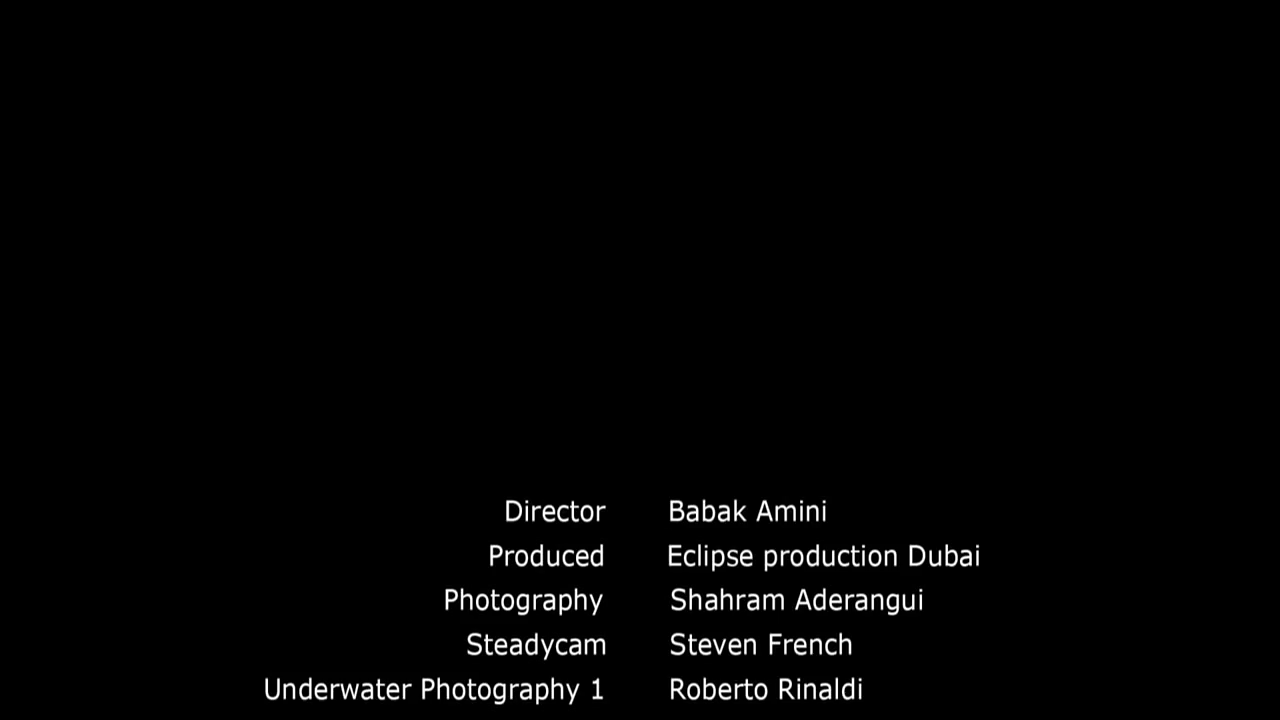 Director Babak Amini
Produced Eclipse production Dubai
Photography Shahram Aderangui
Steadycam Steven French
Underwater Photography 1 Roberto Rinaldi